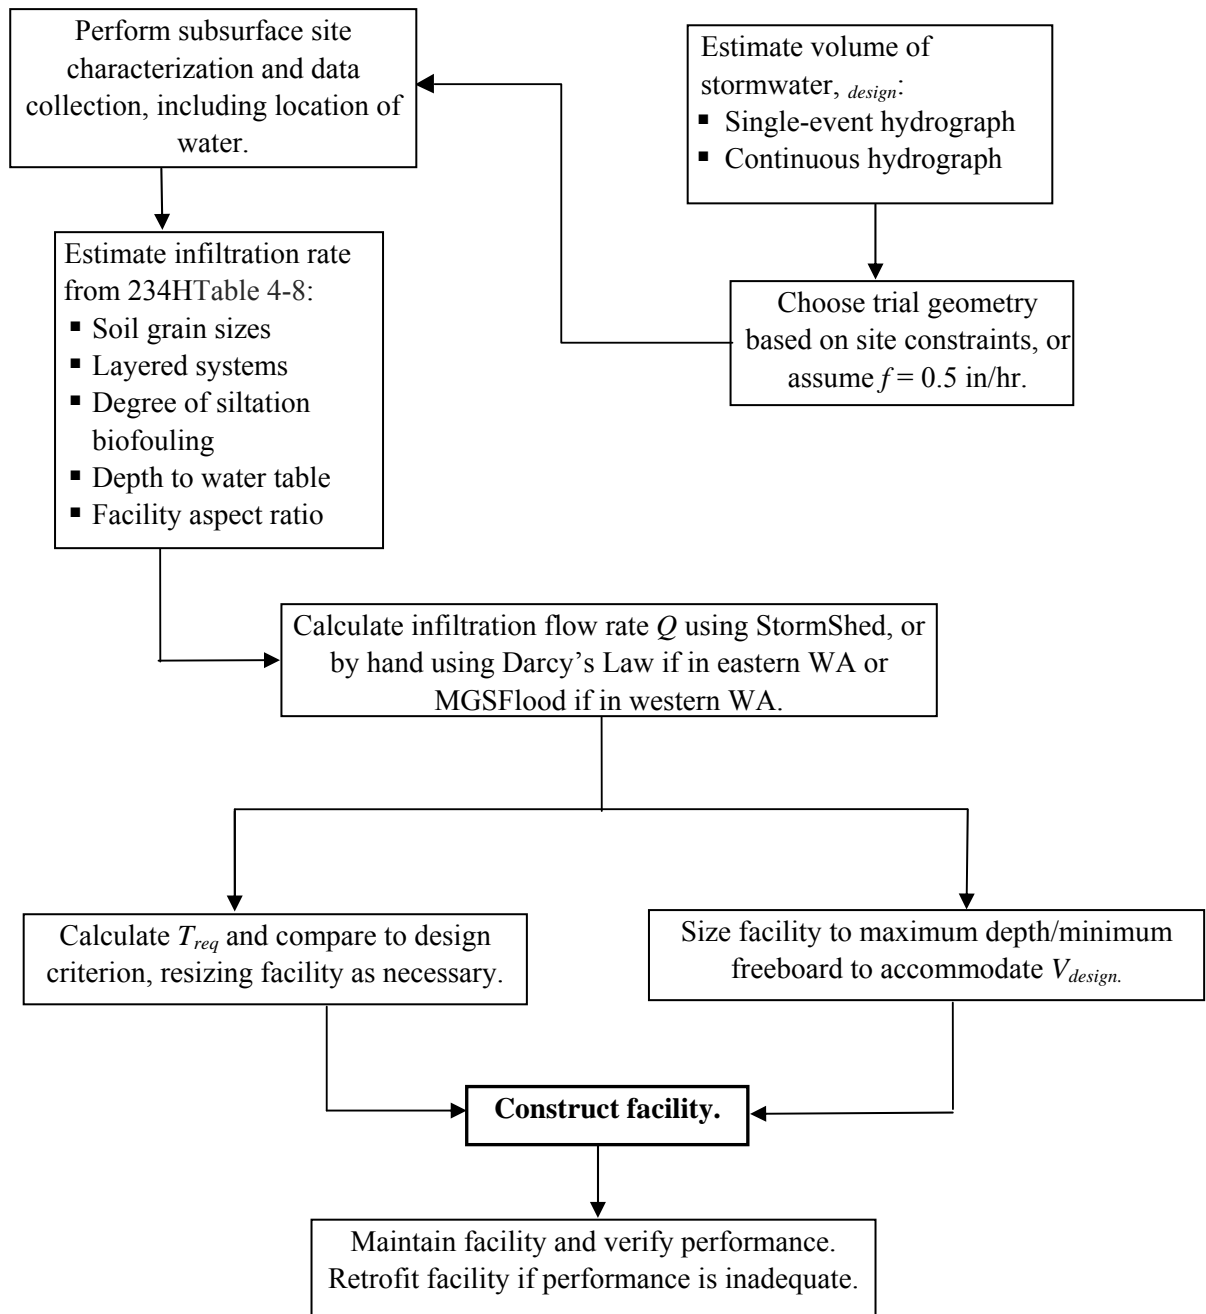 Perform subsurface site
characterization and data
collection, including location of
water.
Estimate volume of
stormwater, design:
▪ Single-event hydrograph
▪ Continuous hydrograph
Estimate infiltration rate
from 234HTable 4-8:
▪ Soil grain sizes
▪ Layered systems
▪ Degree of siltation
biofouling
▪ Depth to water table
▪ Facility aspect ratio
Choose trial geometry
based on site constraints, or
assume f = 0.5 in/hr.
Calculate infiltration flow rate Q using StormShed, or
by hand using Darcy’s Law if in eastern WA or
MGSFlood if in western WA.
Calculate Treq and compare to design
criterion, resizing facility as necessary.
Size facility to maximum depth/minimum
freeboard to accommodate Vdesign.
Construct facility.
Maintain facility and verify performance.
Retrofit facility if performance is inadequate.